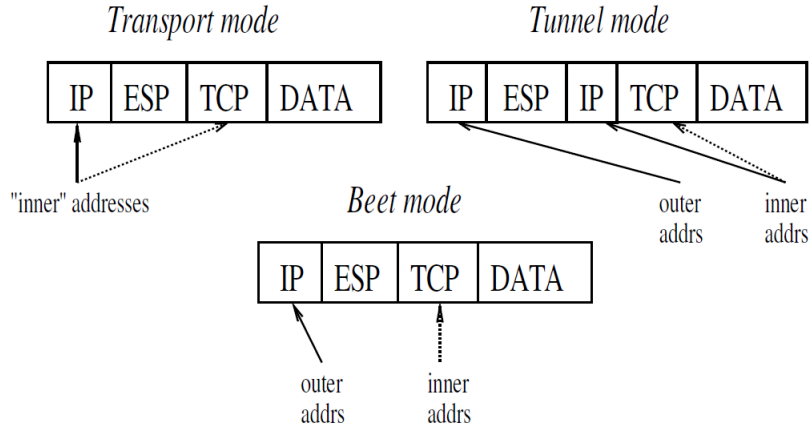 Transport mode
Tunnel mode
IP ESP TCP DATA
IP ESP IP TCP DATA
"inner" addresses
outer
addrs
inner
addrs
Beet mode
IP ESP TCP DATA
outer
addrs
inner
addrs